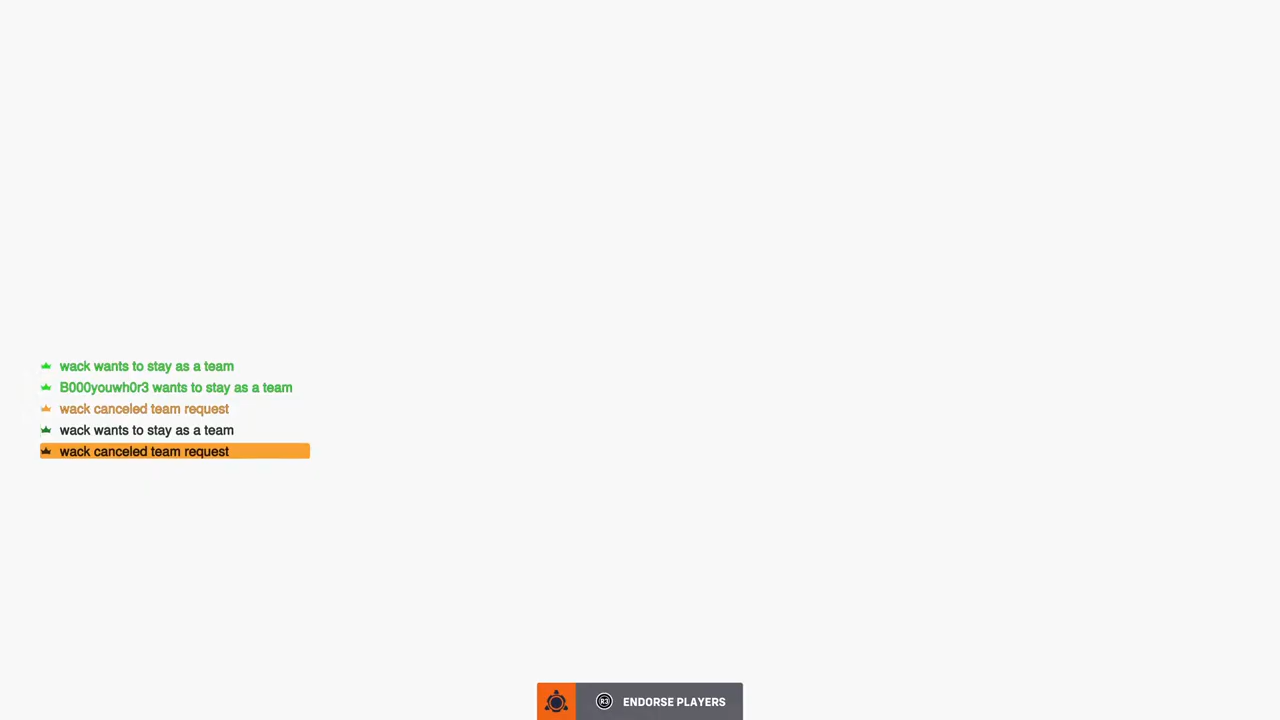 wack wants to stay as a team
B000youwh0r3 wants to stay as a team
wack canceled team request
wack wants to stay as a team
wack canceled team request
R3 ENDORSE PLAYERS